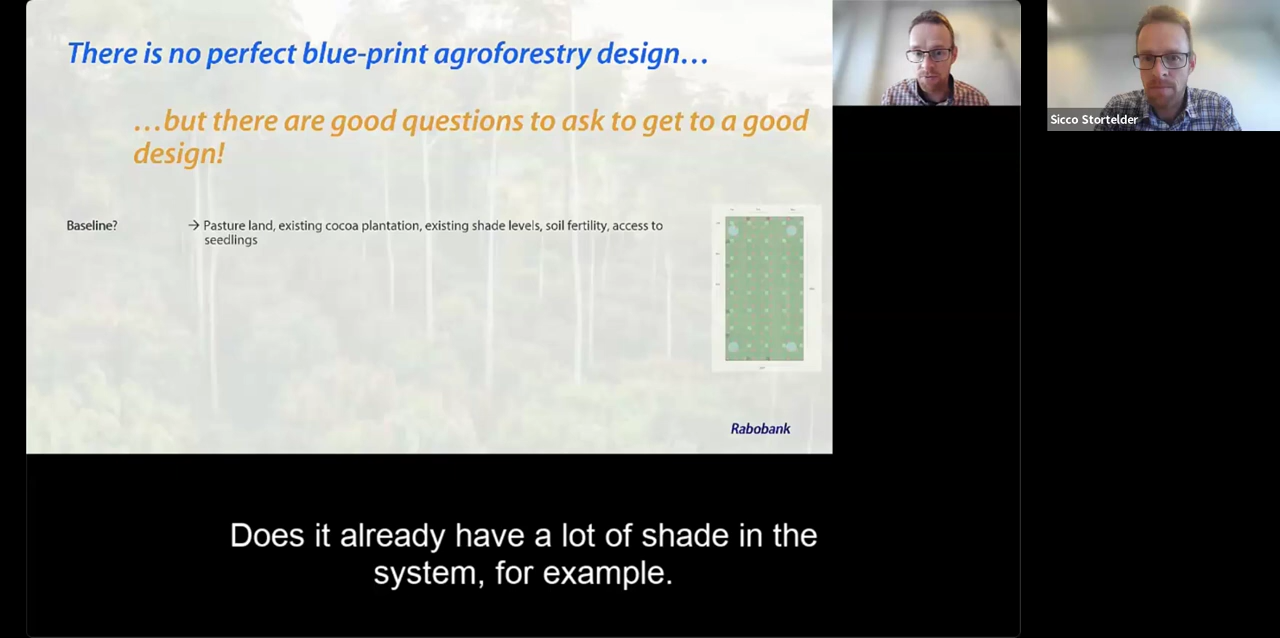 There is no perfect blue-print agroforestry design…
…but there are good questions to ask to get to a good
design!
Baseline?
→ Pasture land, existing cocoa plantation, existing shade levels, soil fertility, access to
seedlings
Rabobank
Sicco Stortelder
Does it already have a lot of shade in the
system, for example.